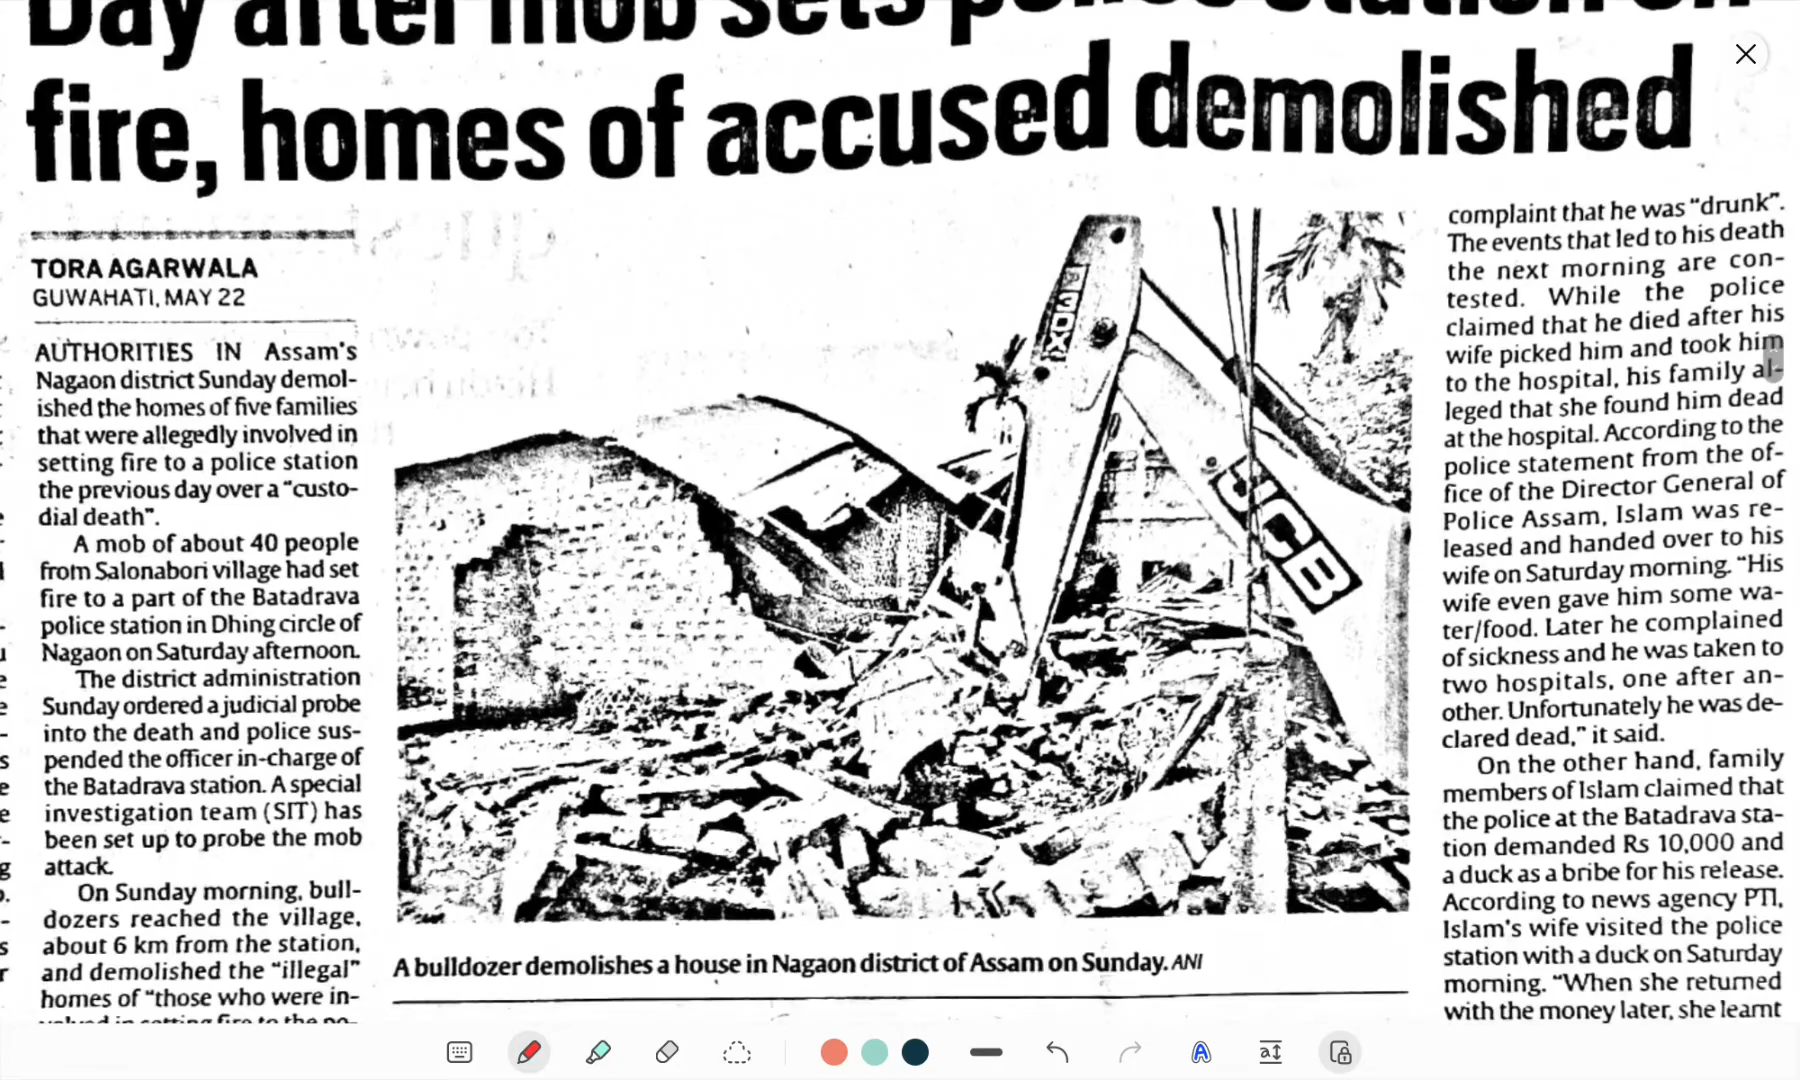 Day after mob sets police station on
fire, homes of accused demolished
TORA AGARWALA
GUWAHATI, MAY 22
AUTHORITIES IN Assam's
Nagaon district Sunday demol-
ished the homes of five families
that were allegedly involved in
setting fire to a police station
the previous day over a “custo-
dial death”.
A mob of about 40 people
from Salonabori village had set
fire to a part of the Batadrava
police station in Dhing circle of
Nagaon on Saturday afternoon.
The district administration
Sunday ordered a judicial probe
into the death and police sus-
pended the officer in-charge of
the Batadrava station. A special
investigation team (SIT) has
been set up to probe the mob
attack.
On Sunday morning, bull-
dozers reached the village,
about 6 km from the station,
and demolished the “illegal”
homes of “those who were in-
volved in setting fire to the po-
JCB
A bulldozer demolishes a house in Nagaon district of Assam on Sunday. ANI
complaint that he was “drunk”.
The events that led to his death
the next morning are con-
tested. While the police
claimed that he died after his
wife picked him and took him
to the hospital, his family al-
leged that she found him dead
at the hospital. According to the
police statement from the of-
fice of the Director General of
Police Assam, Islam was re-
leased and handed over to his
wife on Saturday morning. “His
wife even gave him some wa-
ter/food. Later he complained
of sickness and he was taken to
two hospitals, one after an-
other. Unfortunately he was de-
clared dead,” it said.
On the other hand, family
members of Islam claimed that
the police at the Batadrava sta-
tion demanded Rs 10,000 and
a duck as a bribe for his release.
According to news agency PTI,
Islam's wife visited the police
station with a duck on Saturday
morning. “When she returned
with the money later, she learnt